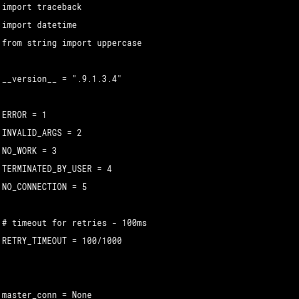 import traceback
import datetime
from string import uppercase
__version__ = ".9.1.3.4"
ERROR = 1
INVALID_ARGS = 2
NO_WORK = 3
TERMINATED_BY_USER = 4
NO_CONNECTION = 5
# timeout for retries - 100ms
RETRY_TIMEOUT = 100/1000
master_conn = None